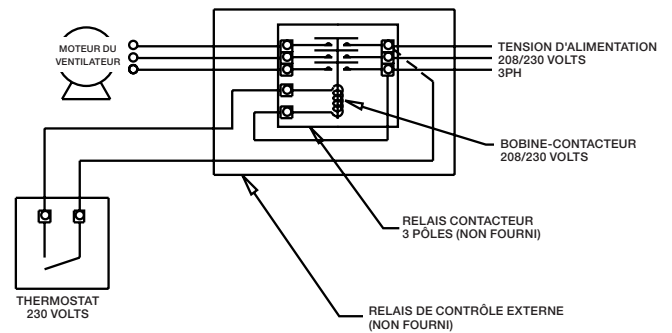 MOTEUR DU
VENTILATEUR
TENSION D'ALIMENTATION
208/230 VOLTS
3PH
BOBINE-CONTACTEUR
208/230 VOLTS
RELAIS CONTACTEUR
3 PÔLES (NON FOURNI)
THERMOSTAT
230 VOLTS
RELAIS DE CONTRÔLE EXTERNE
(NON FOURNI)